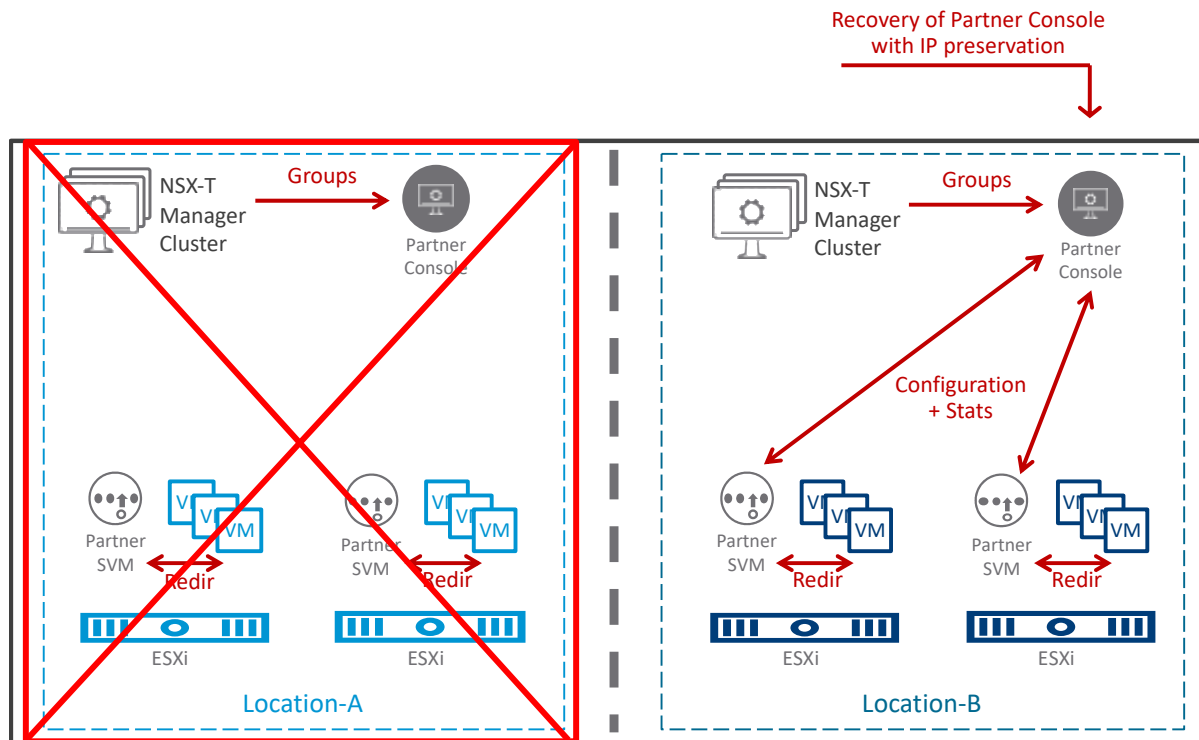 Recovery of Partner Console
with IP preservation
NSX-T
Manager
Cluster
Groups
Partner
Console
NSX-T
Manager
Cluster
Groups
Partner
Console
Configuration
+ Stats
VM
Partner
SVM
Redir
VM
Partner
SVM
Redir
VM
Partner
SVM
Redir
VM
Partner
SVM
Redir
ESXi
ESXi
ESXi
ESXi
Location-A
Location-B